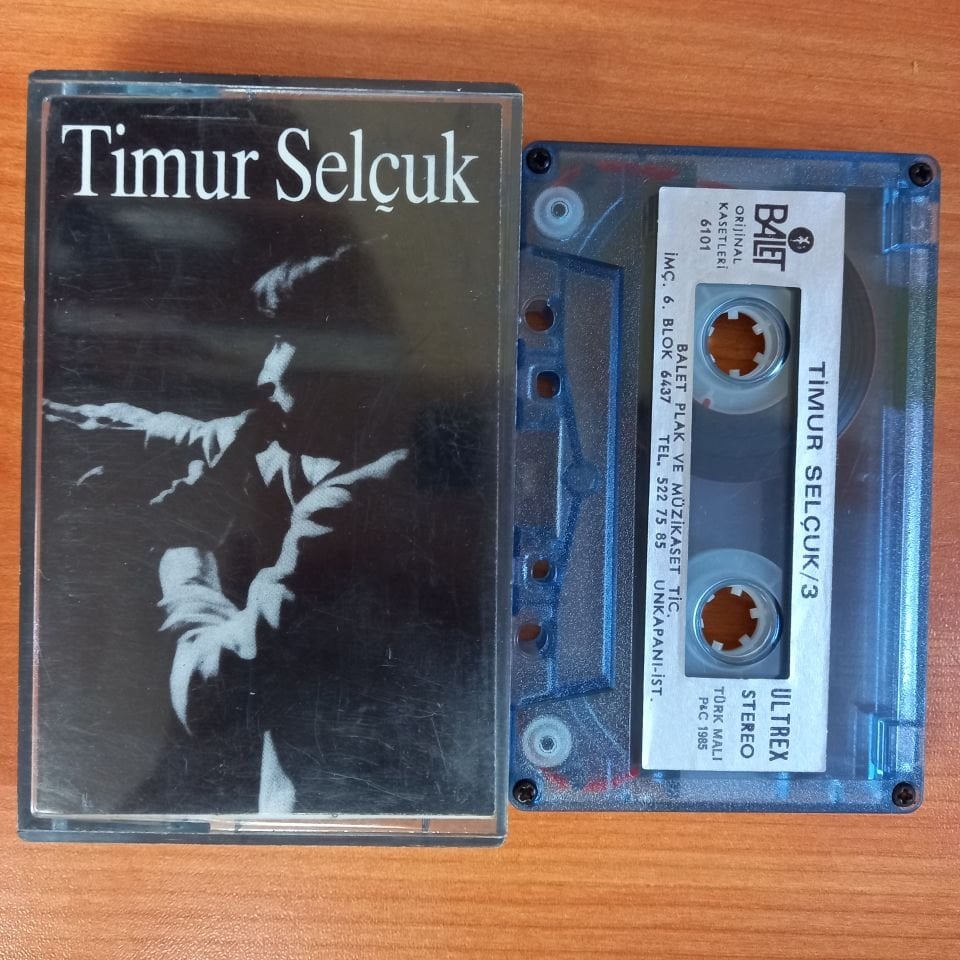 Timur Selçuk
BALET
ORİJİNAL
KASETLERİ
6101
TİMUR SELÇUK/3
ULTREX
STEREO
TÜRK MALI
P&C 1985
BALET PLAK VE MÜZİKASET TİC.
İMÇ. 6. BLOK 6437 TEL. 522 75 85 UNKAPANI-İST.